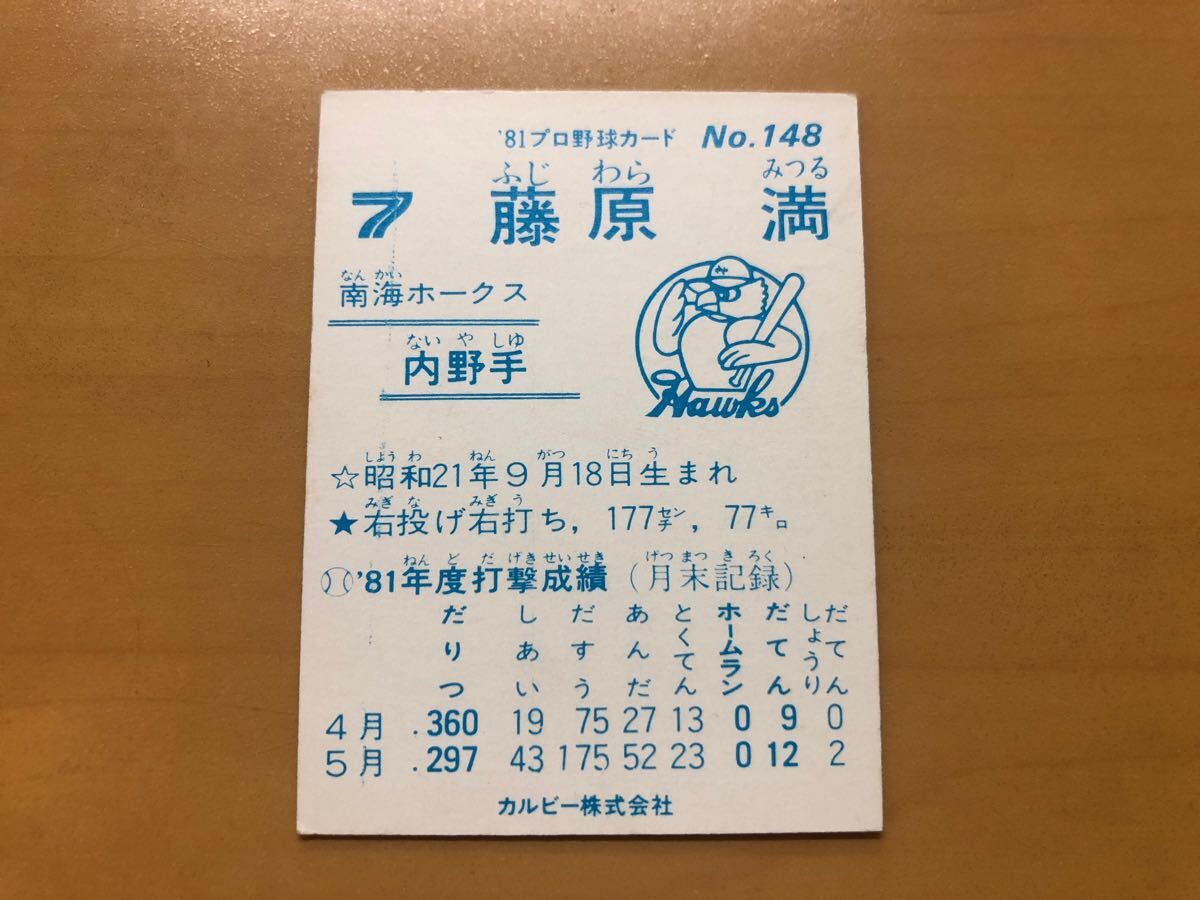 '81プロ野球カード No.148
ふじ わら みつる
7 藤原 満
なん かい
南海ホークス
ない や しゆ
内野手
Hawks
しよう わ ねん がつ にち う
☆昭和21年9月18日生まれ
みぎ な みぎ う
★右投げ右打ち, 177センチ, 77キロ
ねん ど だ げき せい せき げつ まつ き ろく
'81年度打撃成績(月末記録)
だりつ しあい だすう あんだ とくてん ホームラン だてん しょうりだてん
4月 .360 19 75 27 13 0 9 0
5月 .297 43 175 52 23 0 12 2
カルビー株式会社